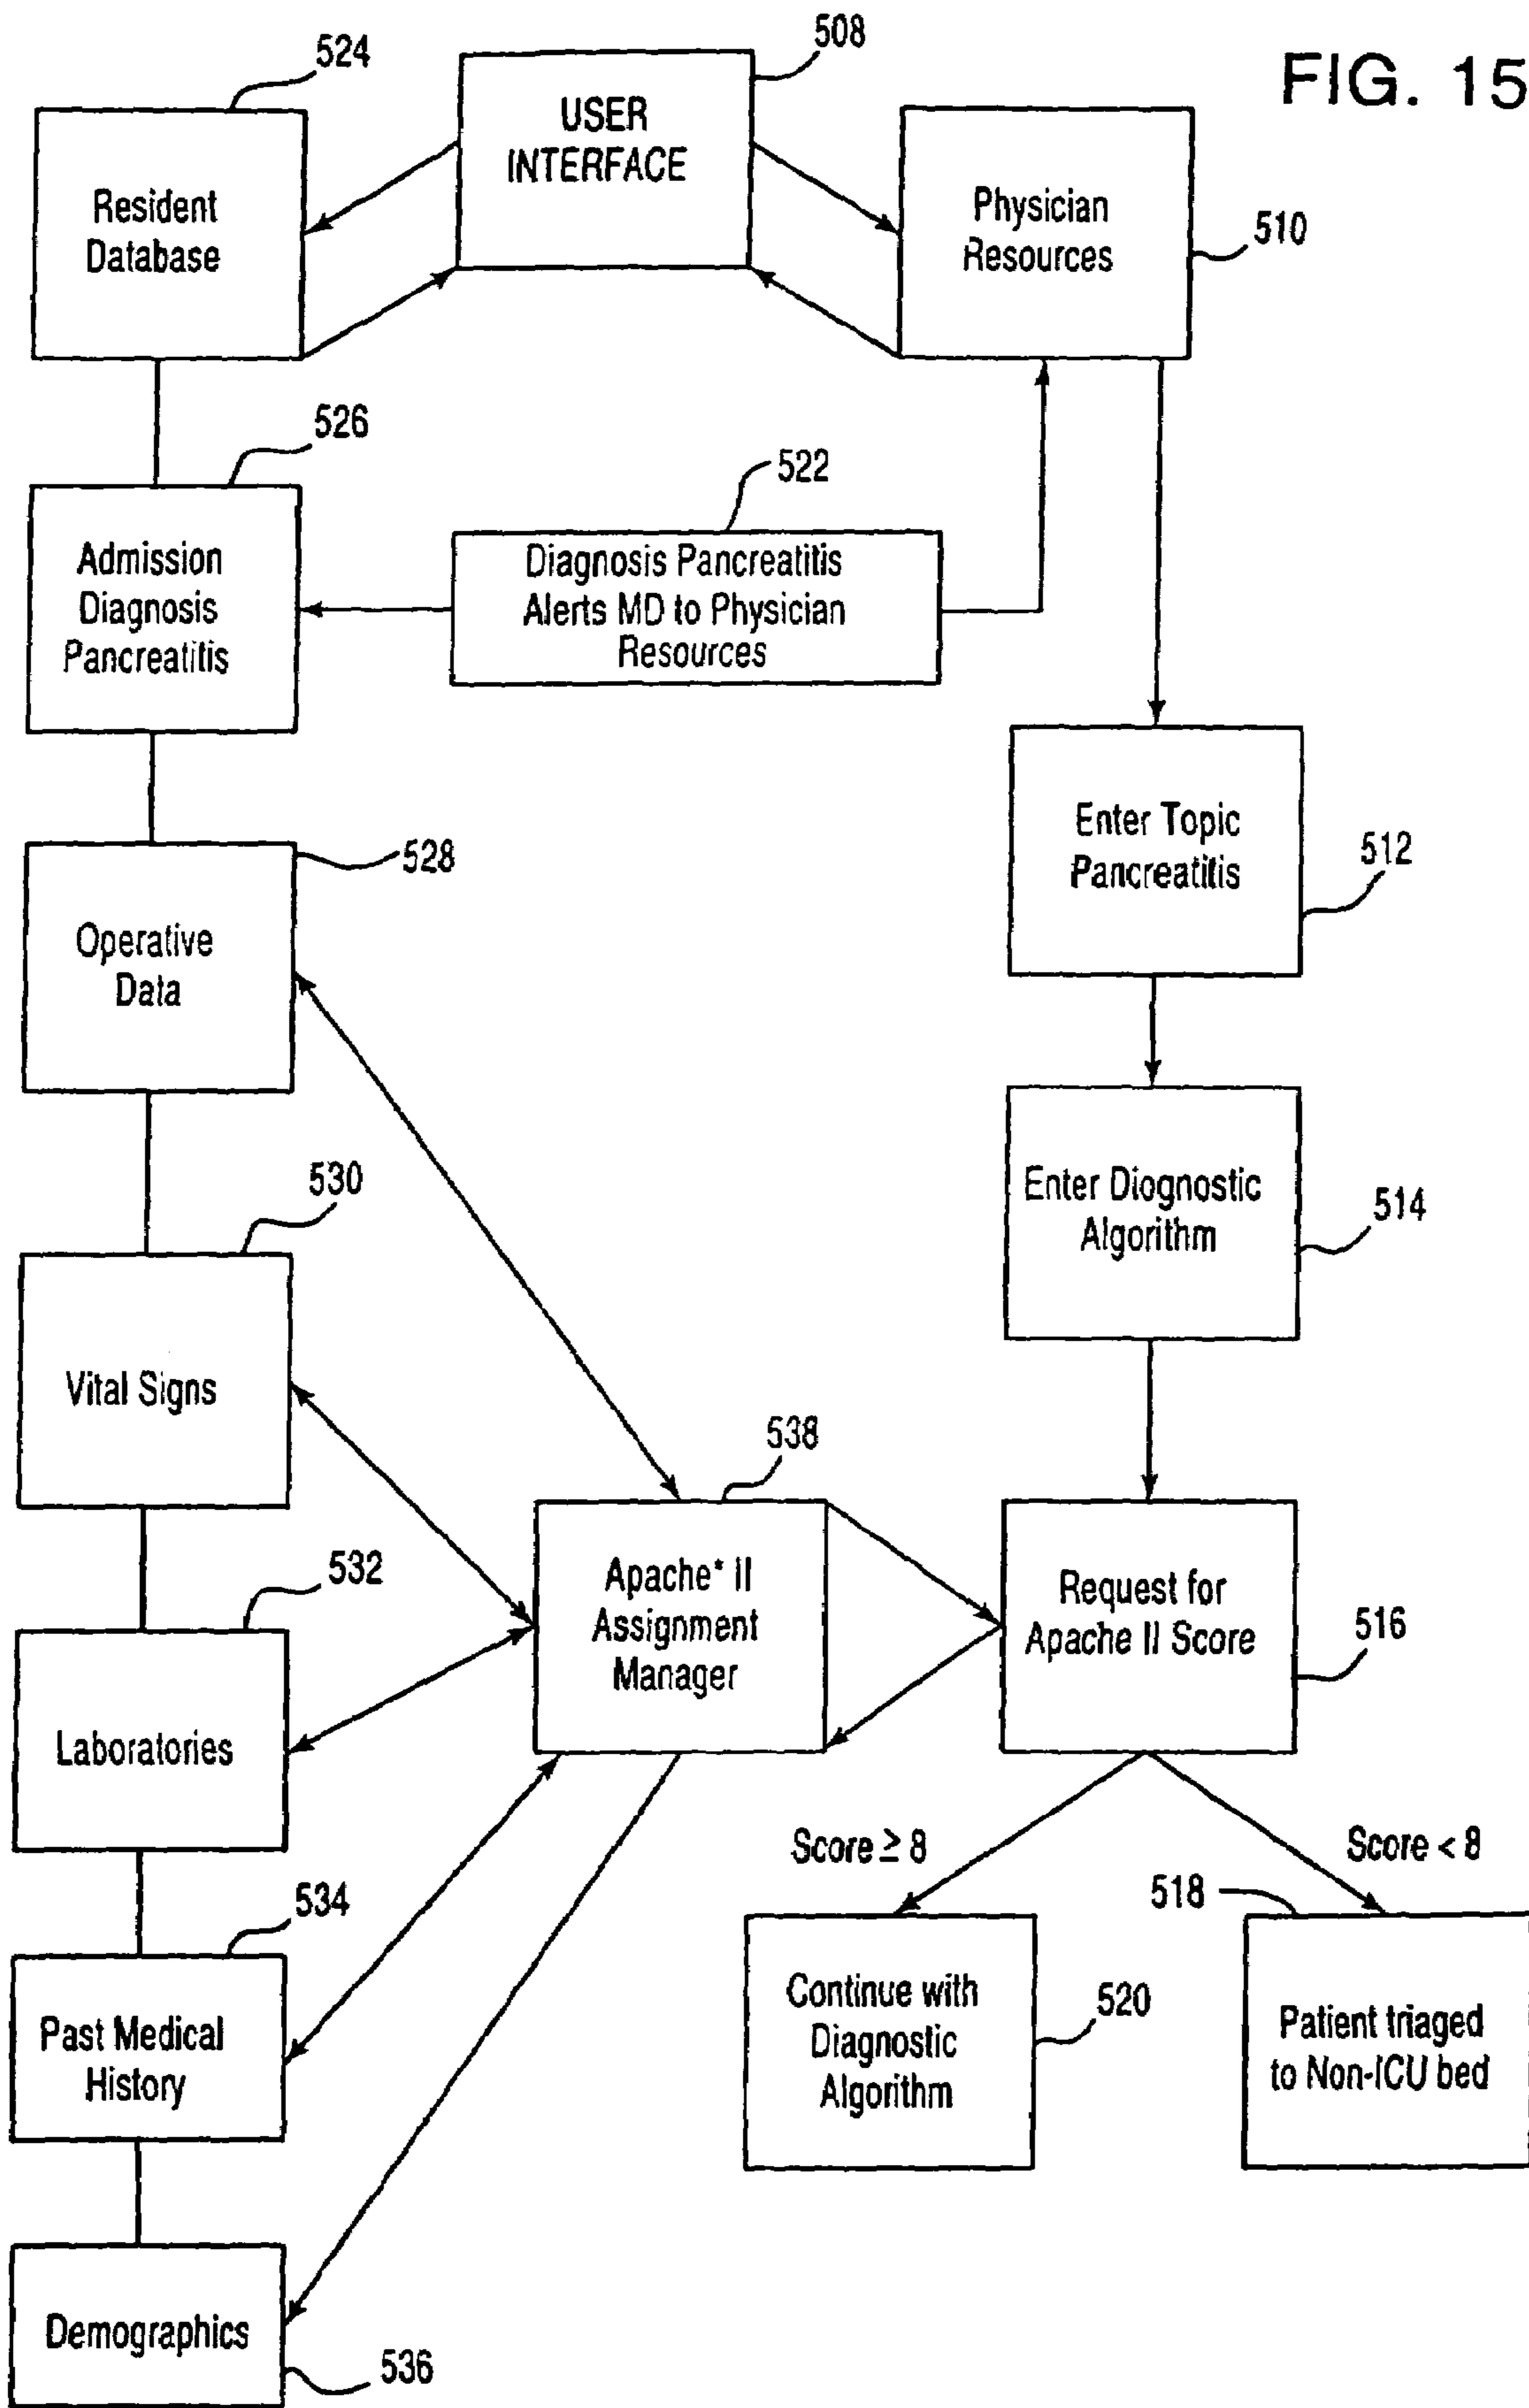 FIG. 15
524
508
USER
INTERFACE
Resident
Database
Physician
Resources
510
526
522
Admission
Diagnosis
Pancreatitis
Diagnosis Pancreatitis
Alerts MD to Physician
Resources
528
Operative
Data
Enter Topic
Pancreatitis
512
530
Vital Signs
Enter Diognostic
Algorithm
514
538
532
Laboratories
Apache* II
Assignment
Manager
Request for
Apache II Score
516
534
Past Medical
History
Score ≥ 8
Score < 8
518
Continue with
Diagnostic
Algorithm
520
Patient triaged
to Non-ICU bed
Demographics
536